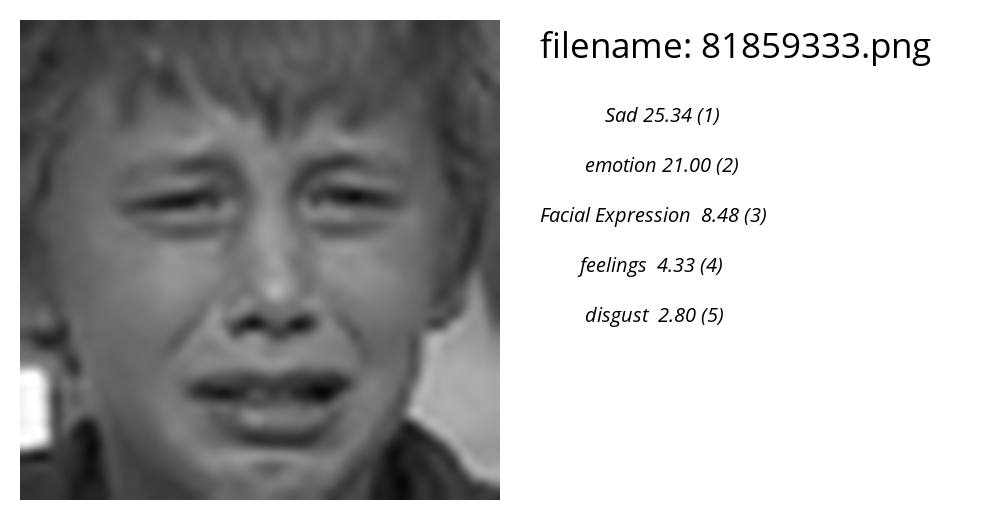 filename: 81859333.png
Sad 25.34 (1)
emotion 21.00 (2)
Facial Expression 8.48 (3)
feelings 4.33 (4)
disgust 2.80 (5)